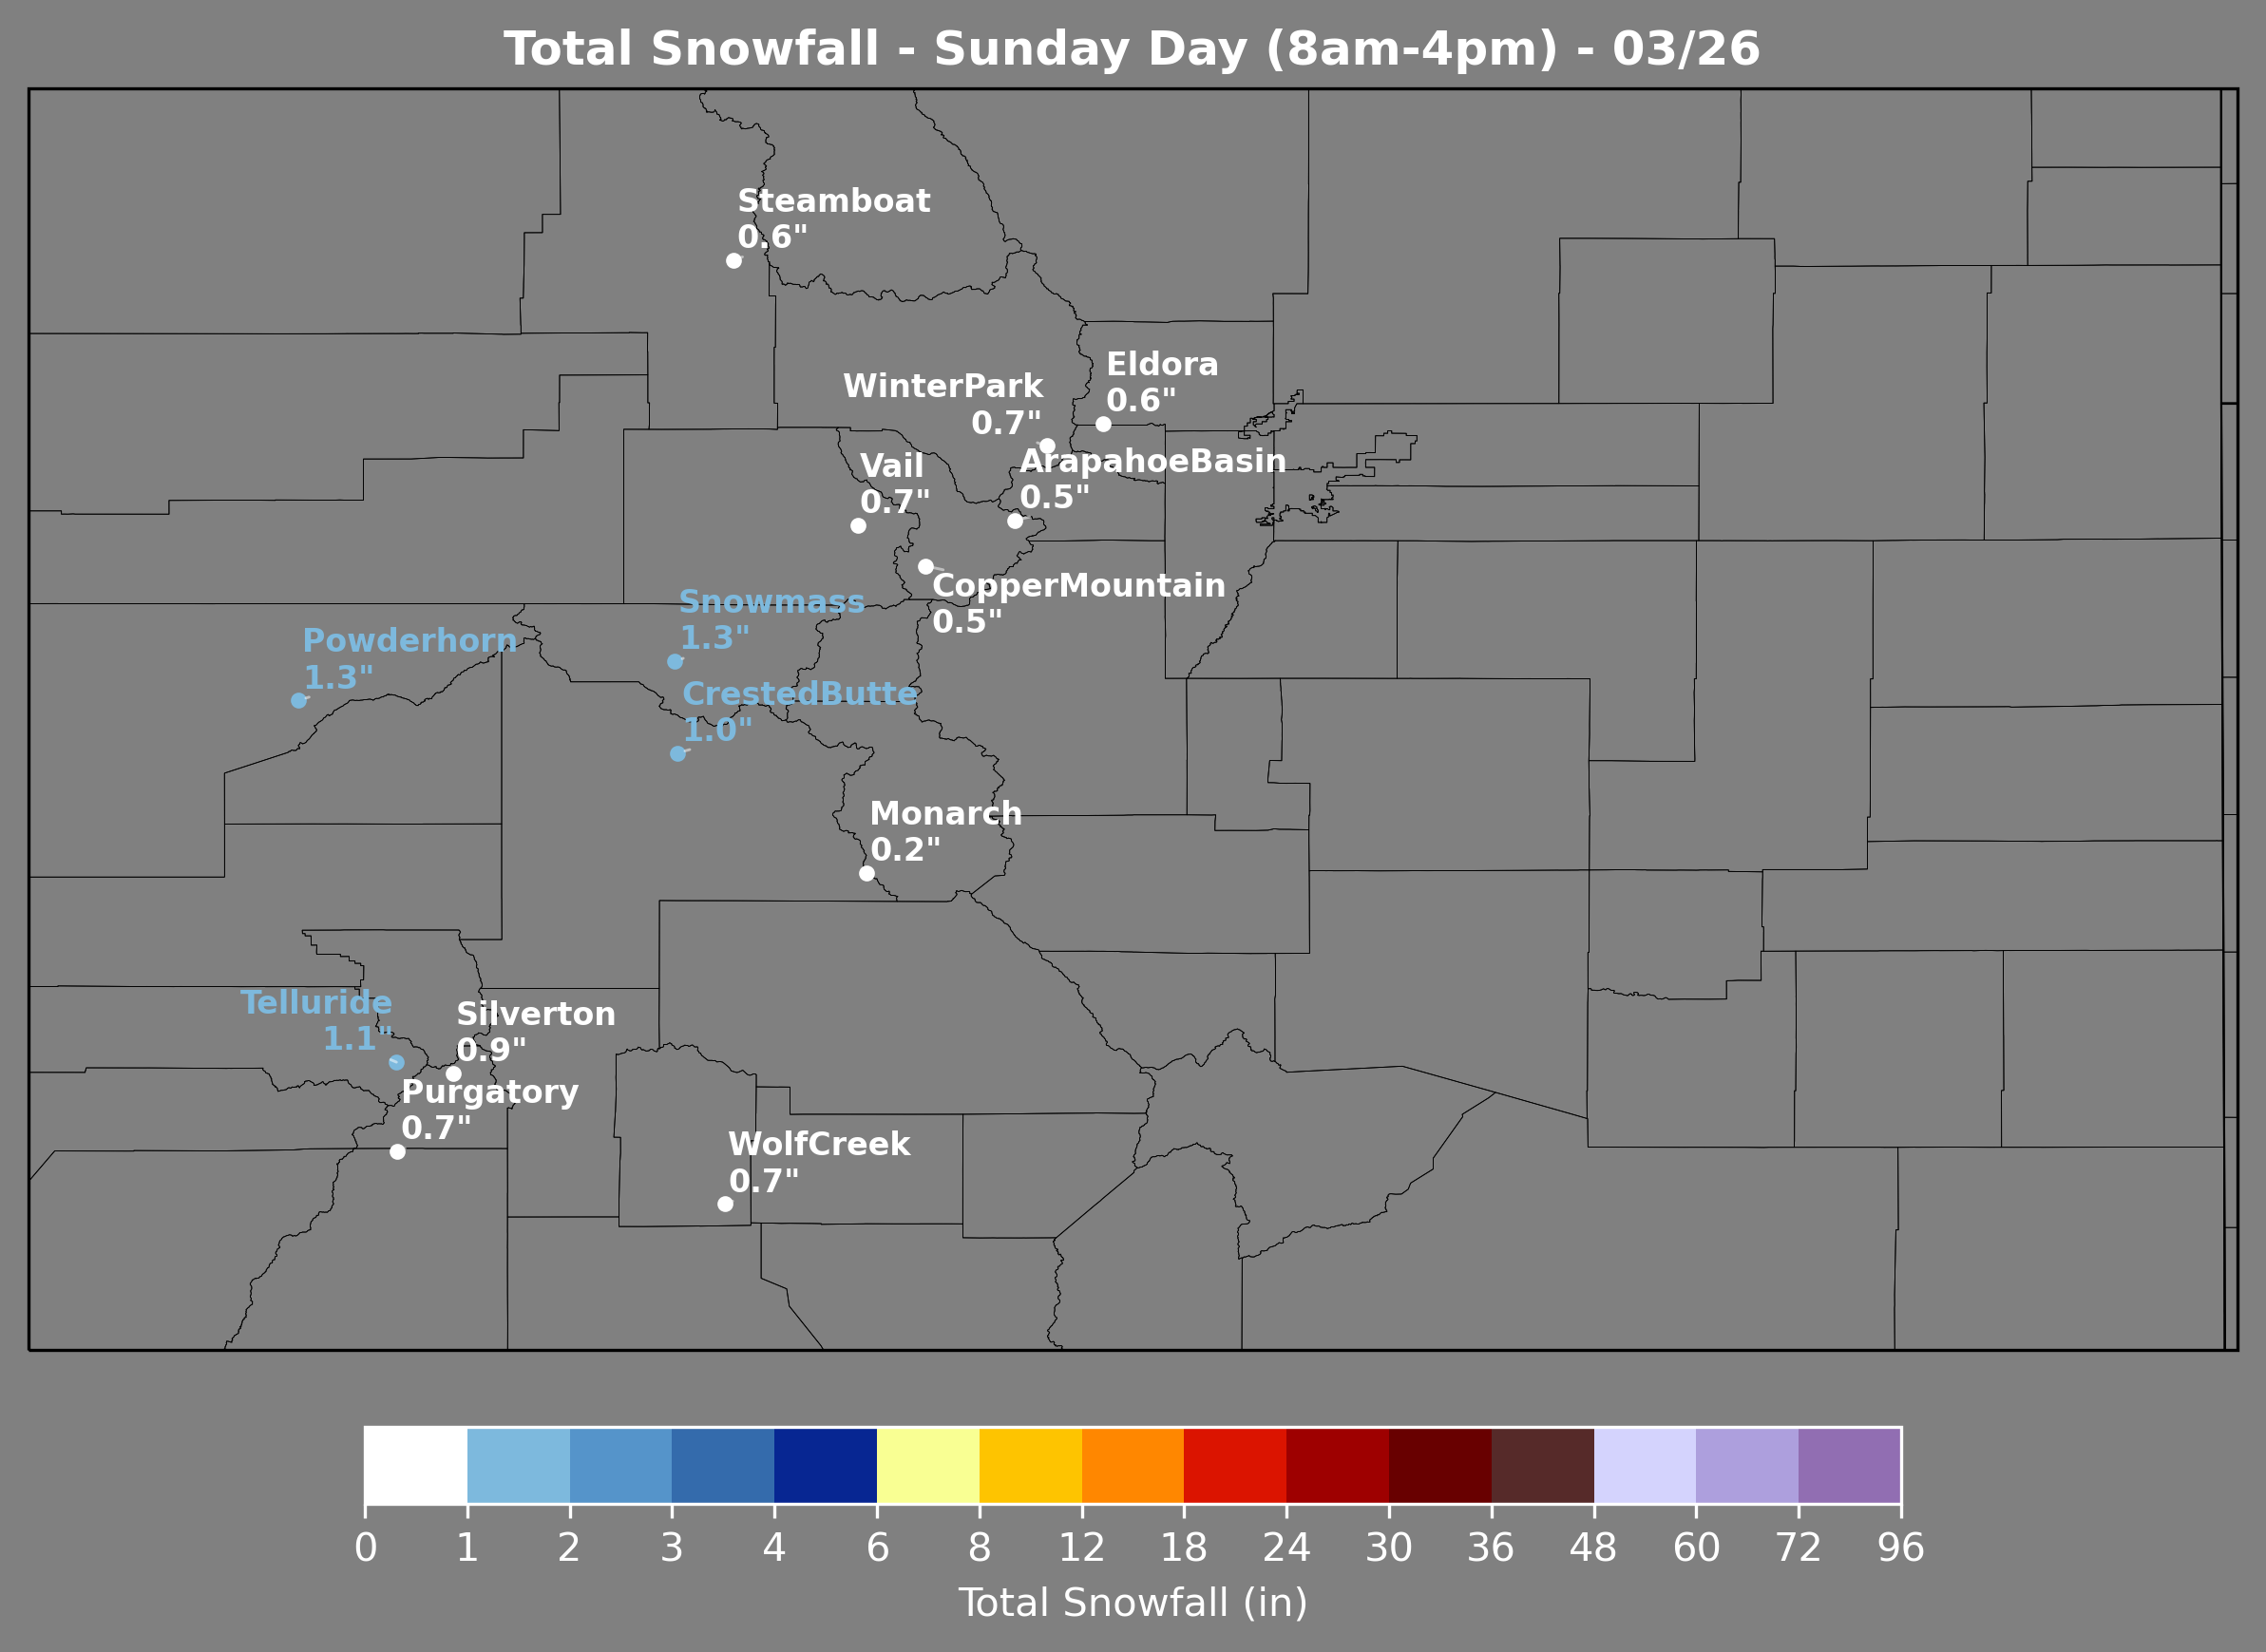 Total Snowfall - Sunday Day (8am-4pm) - 03/26
Steamboat
0.6"
Eldora
0.6"
WinterPark
0.7"
ArapahoeBasin
0.5"
Vail
0.7"
CopperMountain
0.5"
Snowmass
1.3"
Powderhorn
1.3"
CrestedButte
1.0"
Monarch
0.2"
Telluride
1.1"
Silverton
0.9"
Purgatory
0.7"
WolfCreek
0.7"
0 1 2 3 4 6 8 12 18 24 30 36 48 60 72 96
Total Snowfall (in)